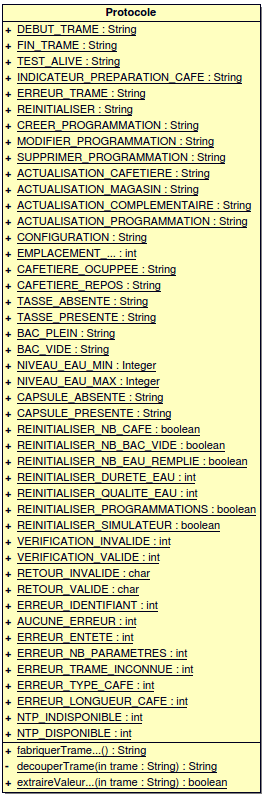 Protocole
+ DEBUT_TRAME : String
+ FIN_TRAME : String
+ TEST_ALIVE : String
+ INDICATEUR_PREPARATION_CAFE : String
+ ERREUR_TRAME : String
+ REINITIALISER : String
+ CREER_PROGRAMMATION : String
+ MODIFIER_PROGRAMMATION : String
+ SUPPRIMER_PROGRAMMATION : String
+ ACTUALISATION_CAFETIERE : String
+ ACTUALISATION_MAGASIN : String
+ ACTUALISATION_COMPLEMENTAIRE : String
+ ACTUALISATION_PROGRAMMATION : String
+ CONFIGURATION : String
+ EMPLACEMENT_... : int
+ CAFETIERE_OCUPPEE : String
+ CAFETIERE_REPOS : String
+ TASSE_ABSENTE : String
+ TASSE_PRESENTE : String
+ BAC_PLEIN : String
+ BAC_VIDE : String
+ NIVEAU_EAU_MIN : Integer
+ NIVEAU_EAU_MAX : Integer
+ CAPSULE_ABSENTE : String
+ CAPSULE_PRESENTE : String
+ REINITIALISER_NB_CAFE : boolean
+ REINITIALISER_NB_BAC_VIDE : boolean
+ REINITIALISER_NB_EAU_REMPLIE : boolean
+ REINITIALISER_DURETE_EAU : int
+ REINITIALISER_QUALITE_EAU : int
+ REINITIALISER_PROGRAMMATIONS : boolean
+ REINITIALISER_SIMULATEUR : boolean
+ VERIFICATION_INVALIDE : int
+ VERIFICATION_VALIDE : int
+ RETOUR_INVALIDE : char
+ RETOUR_VALIDE : char
+ ERREUR_IDENTIFIANT : int
+ AUCUNE_ERREUR : int
+ ERREUR_ENTETE : int
+ ERREUR_NB_PARAMETRES : int
+ ERREUR_TRAME_INCONNUE : int
+ ERREUR_TYPE_CAFE : int
+ ERREUR_LONGUEUR_CAFE : int
+ NTP_INDISPONIBLE : int
+ NTP_DISPONIBLE : int
+ fabriquerTrame...() : String
- decouperTrame(in trame : String) : String
+ extraireValeur...(in trame : String) : boolean